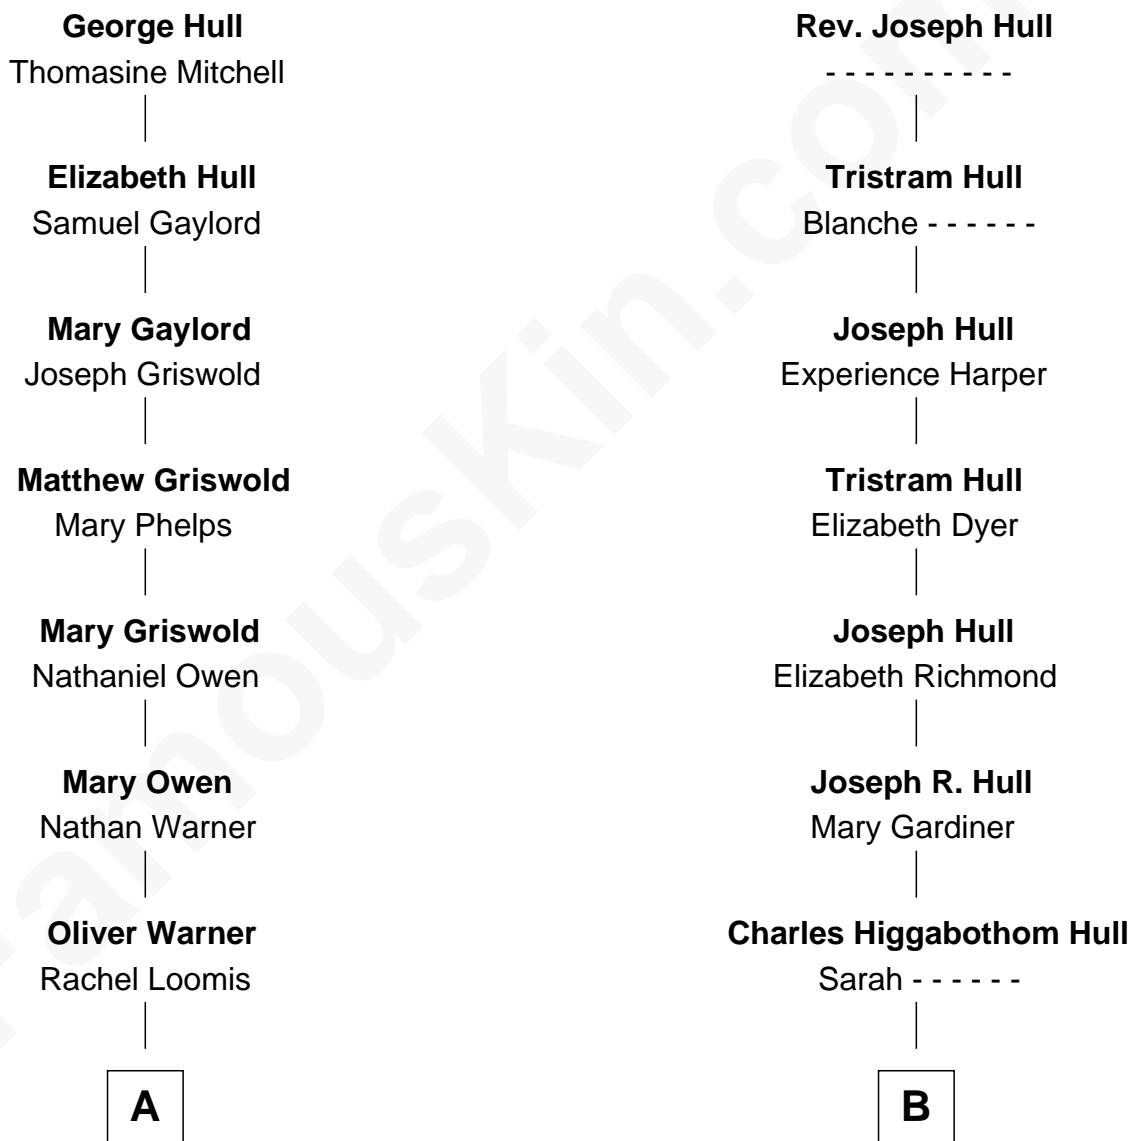 George Hull
Thomasine Mitchell
Elizabeth Hull
Samuel Gaylord
Mary Gaylord
Joseph Griswold
Matthew Griswold
Mary Phelps
Mary Griswold
Nathaniel Owen
Mary Owen
Nathan Warner
Oliver Warner
Rachel Loomis
A
Rev. Joseph Hull
- - - - - - - - - -
Tristram Hull
Blanche - - - - - -
Joseph Hull
Experience Harper
Tristram Hull
Elizabeth Dyer
Joseph Hull
Elizabeth Richmond
Joseph R. Hull
Mary Gardiner
Charles Higgabothom Hull
Sarah - - - - - -
B
FamousKin.com